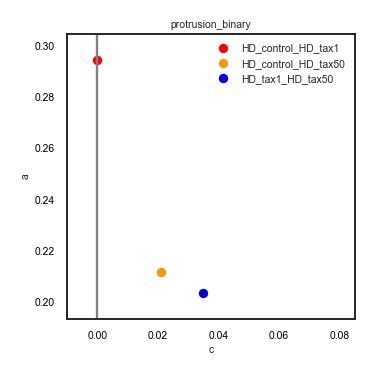 protrusion_binary
HD_control_HD_tax1
HD_control_HD_tax50
HD_tax1_HD_tax50
0.30
0.28
0.26
0.24
0.22
0.20
a
0.00 0.02 0.04 0.06 0.08
c